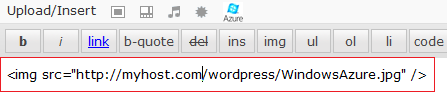 Upload/Insert Azure
b i link b-quote del ins img ul ol li code
<img src="http://myhost.com/wordpress/WindowsAzure.jpg" />